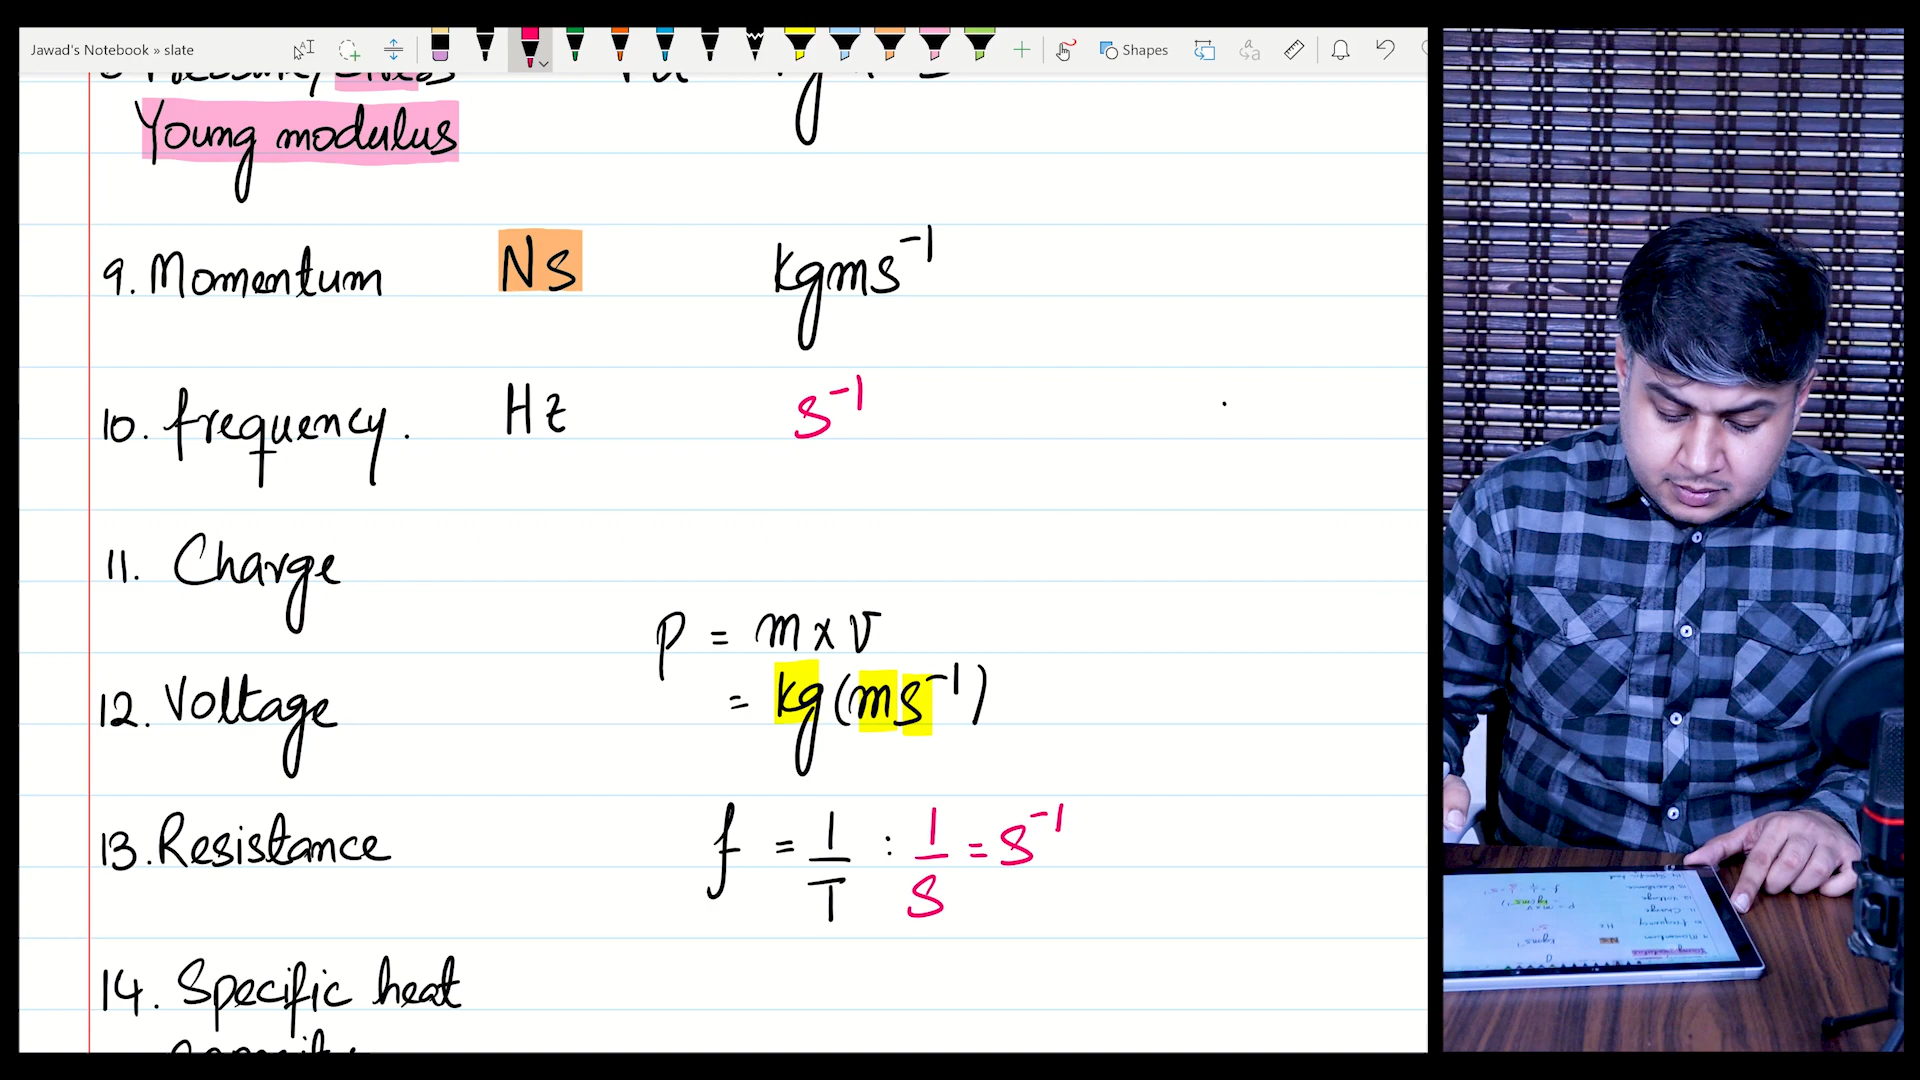 Jawad's Notebook » slate
Shapes
Young modulus
9. Momentum Ns kgms⁻¹
10. frequency. Hz s⁻¹
11. Charge
p = m x v
12. Voltage = kg (ms⁻¹)
13. Resistance f = 1/T : 1/s = s⁻¹
14. Specific heat